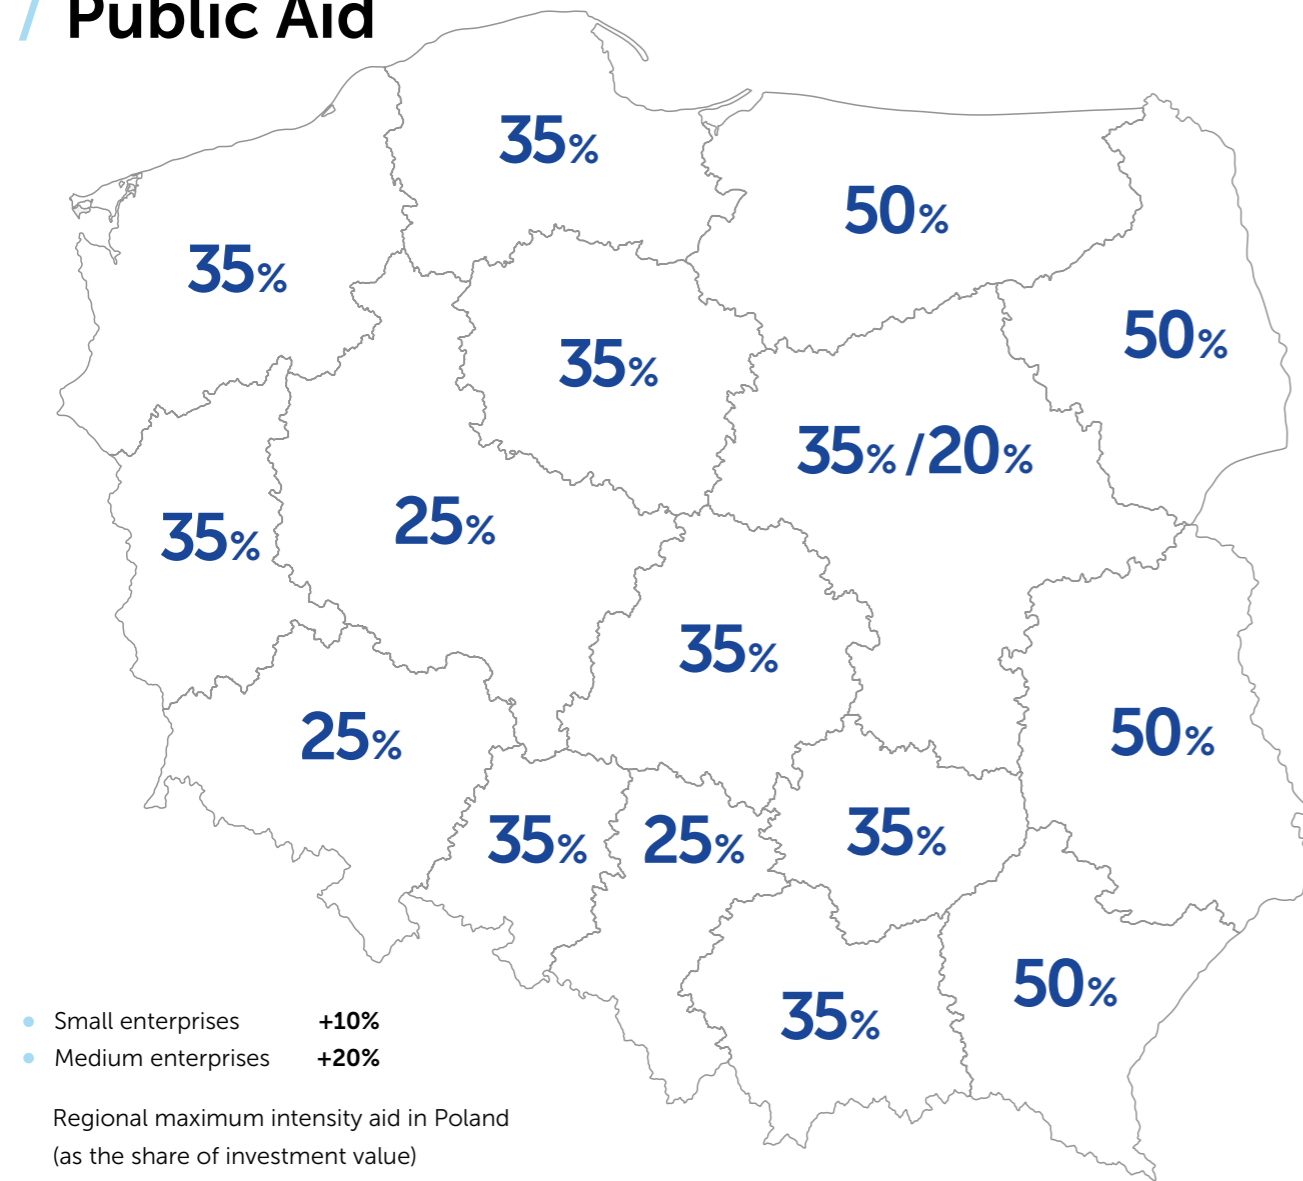 / Public Aid
35%
50%
35%
50%
35%
35% / 20%
25%
35%
35%
25%
50%
35%
25%
35%
50%
35%
Small enterprises +10%
Medium enterprises +20%
Regional maximum intensity aid in Poland
(as the share of investment value)